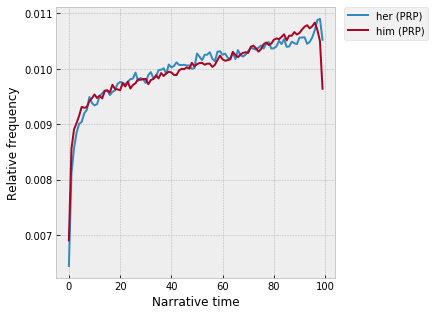 her (PRP)
him (PRP)
Relative frequency
0.011
0.010
0.009
0.008
0.007
0 20 40 60 80 100
Narrative time